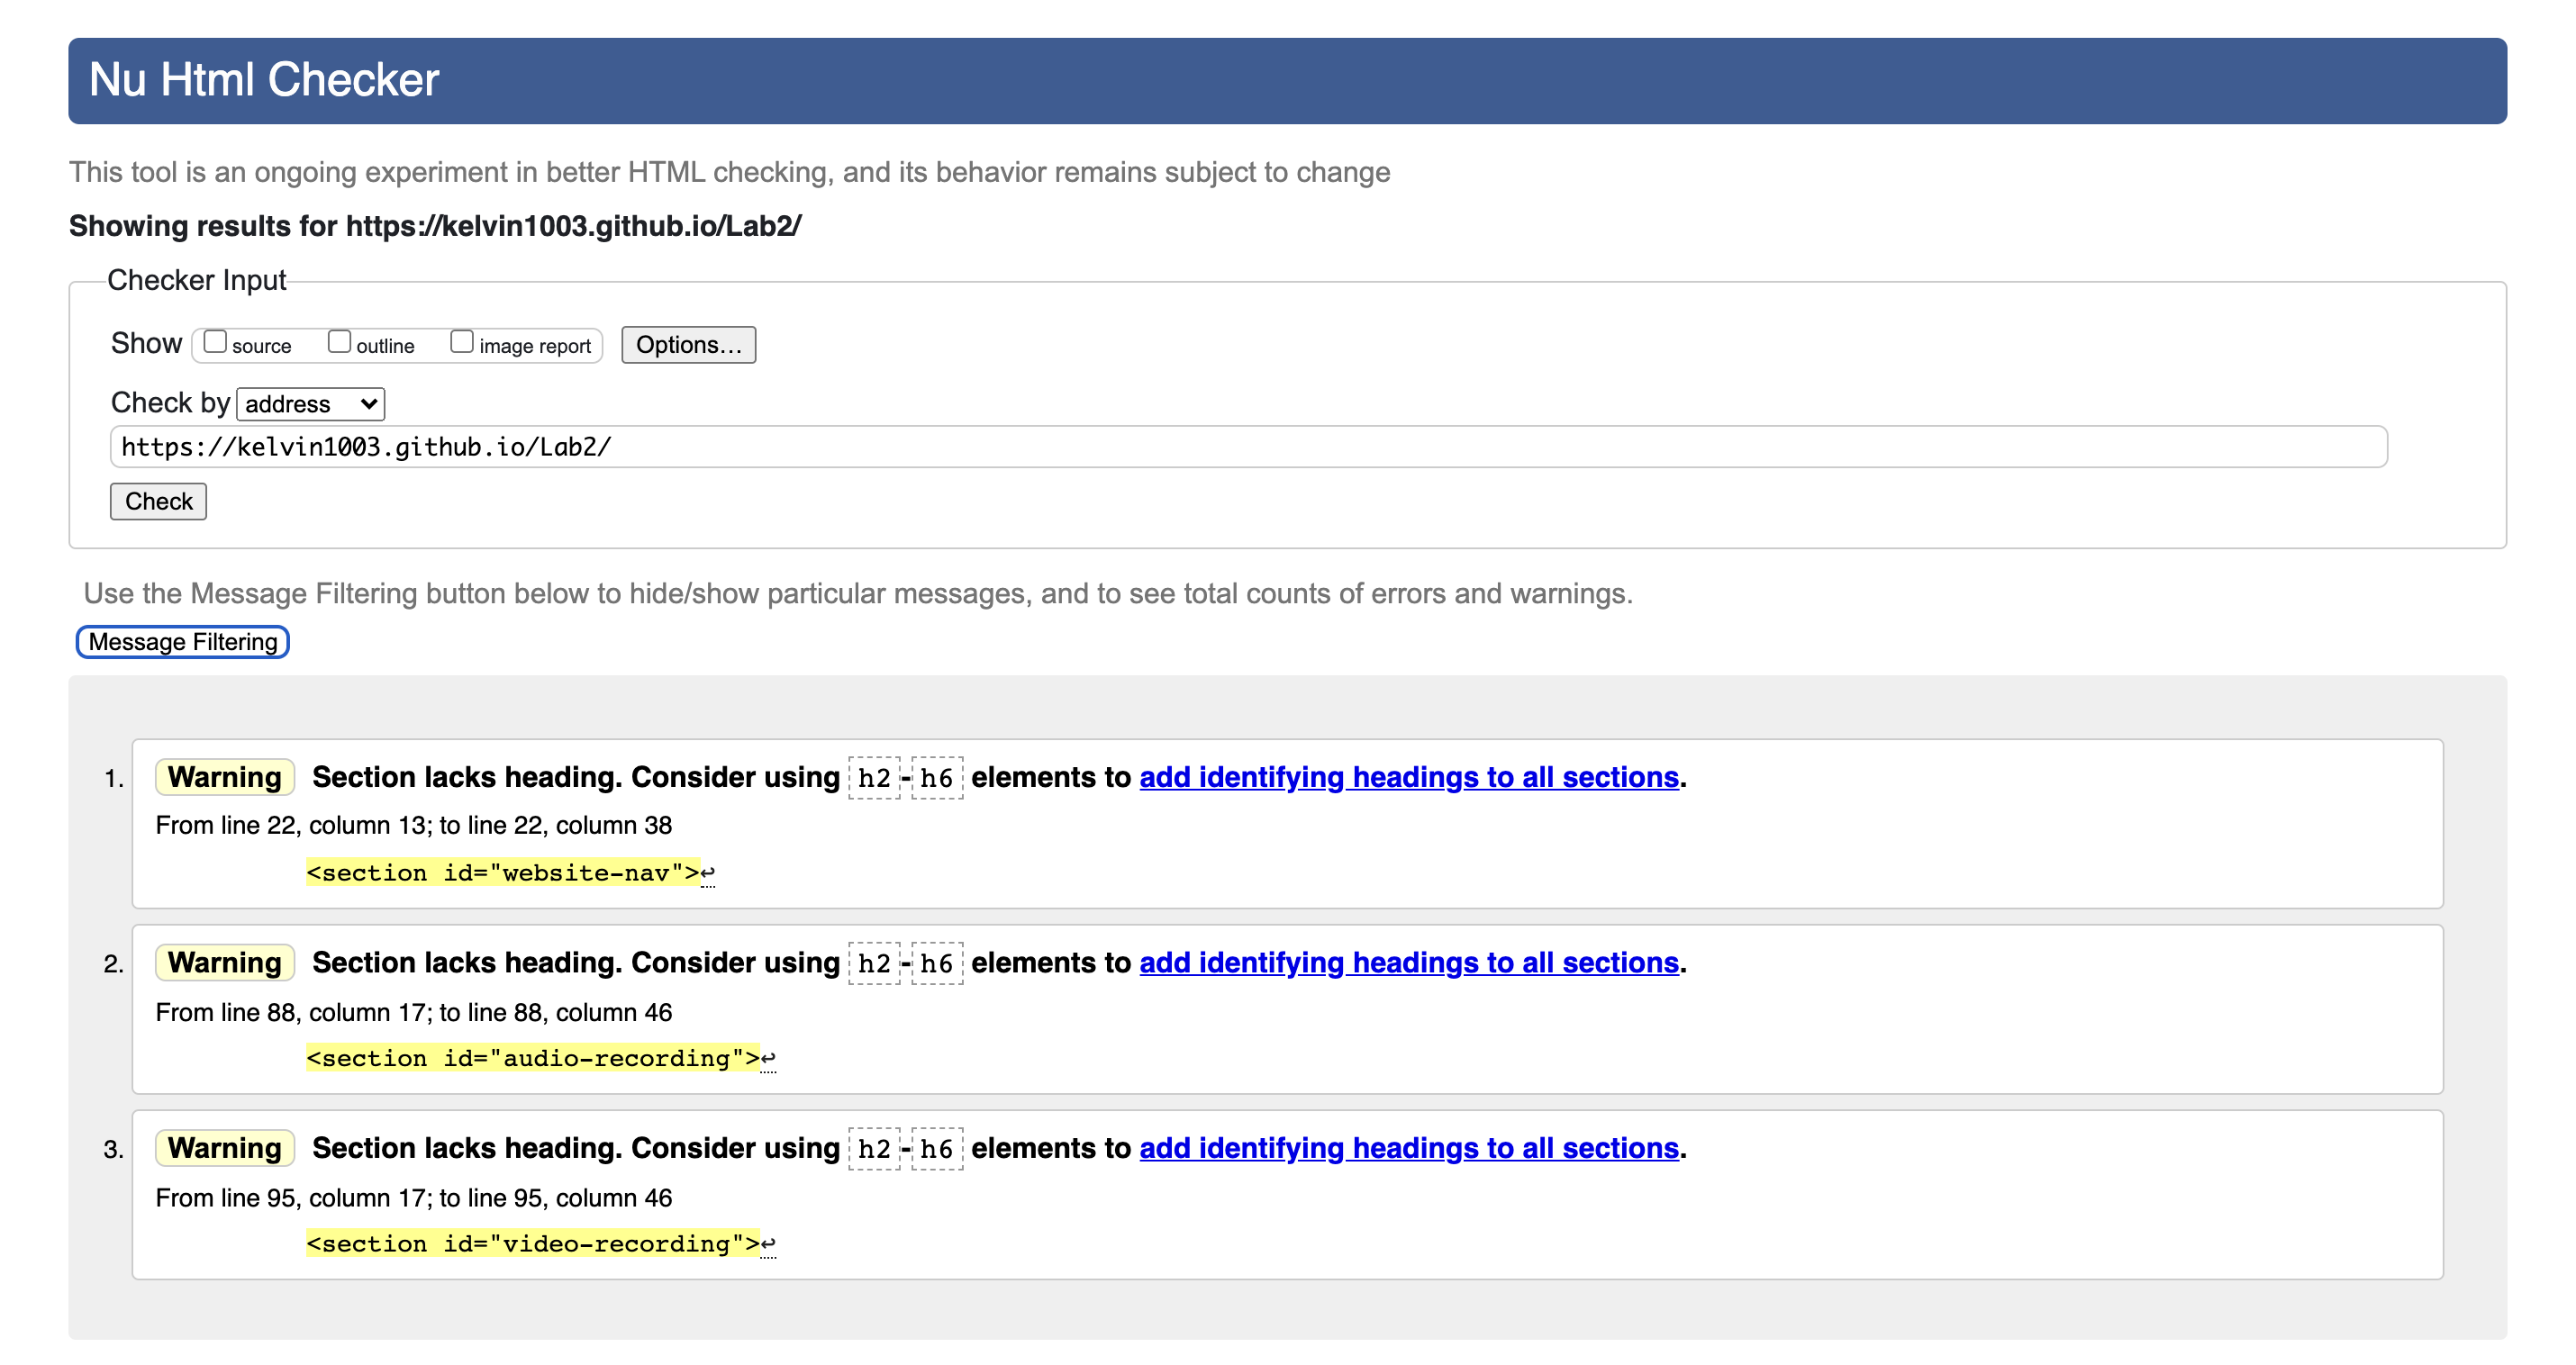 Nu Html Checker
This tool is an ongoing experiment in better HTML checking, and its behavior remains subject to change
Showing results for https://kelvin1003.github.io/Lab2/
Checker Input
Show source outline image report Options...
Check by address
https://kelvin1003.github.io/Lab2/
Check
Use the Message Filtering button below to hide/show particular messages, and to see total counts of errors and warnings.
Message Filtering
1. Warning Section lacks heading. Consider using h2-h6 elements to add identifying headings to all sections.
From line 22, column 13; to line 22, column 38
<section id="website-nav">↩
2. Warning Section lacks heading. Consider using h2-h6 elements to add identifying headings to all sections.
From line 88, column 17; to line 88, column 46
<section id="audio-recording">↩
3. Warning Section lacks heading. Consider using h2-h6 elements to add identifying headings to all sections.
From line 95, column 17; to line 95, column 46
<section id="video-recording">↩